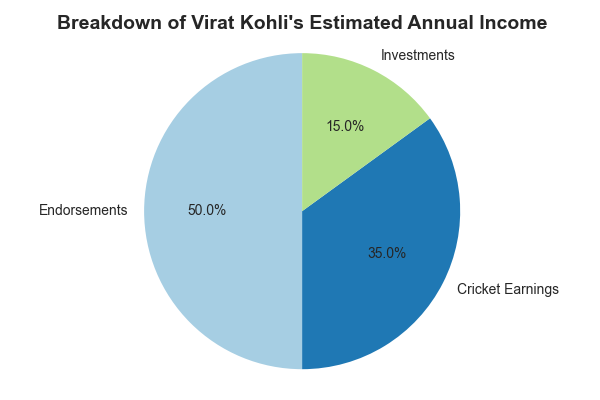 Breakdown of Virat Kohli's Estimated Annual Income
Investments
15.0%
Endorsements
50.0%
35.0%
Cricket Earnings